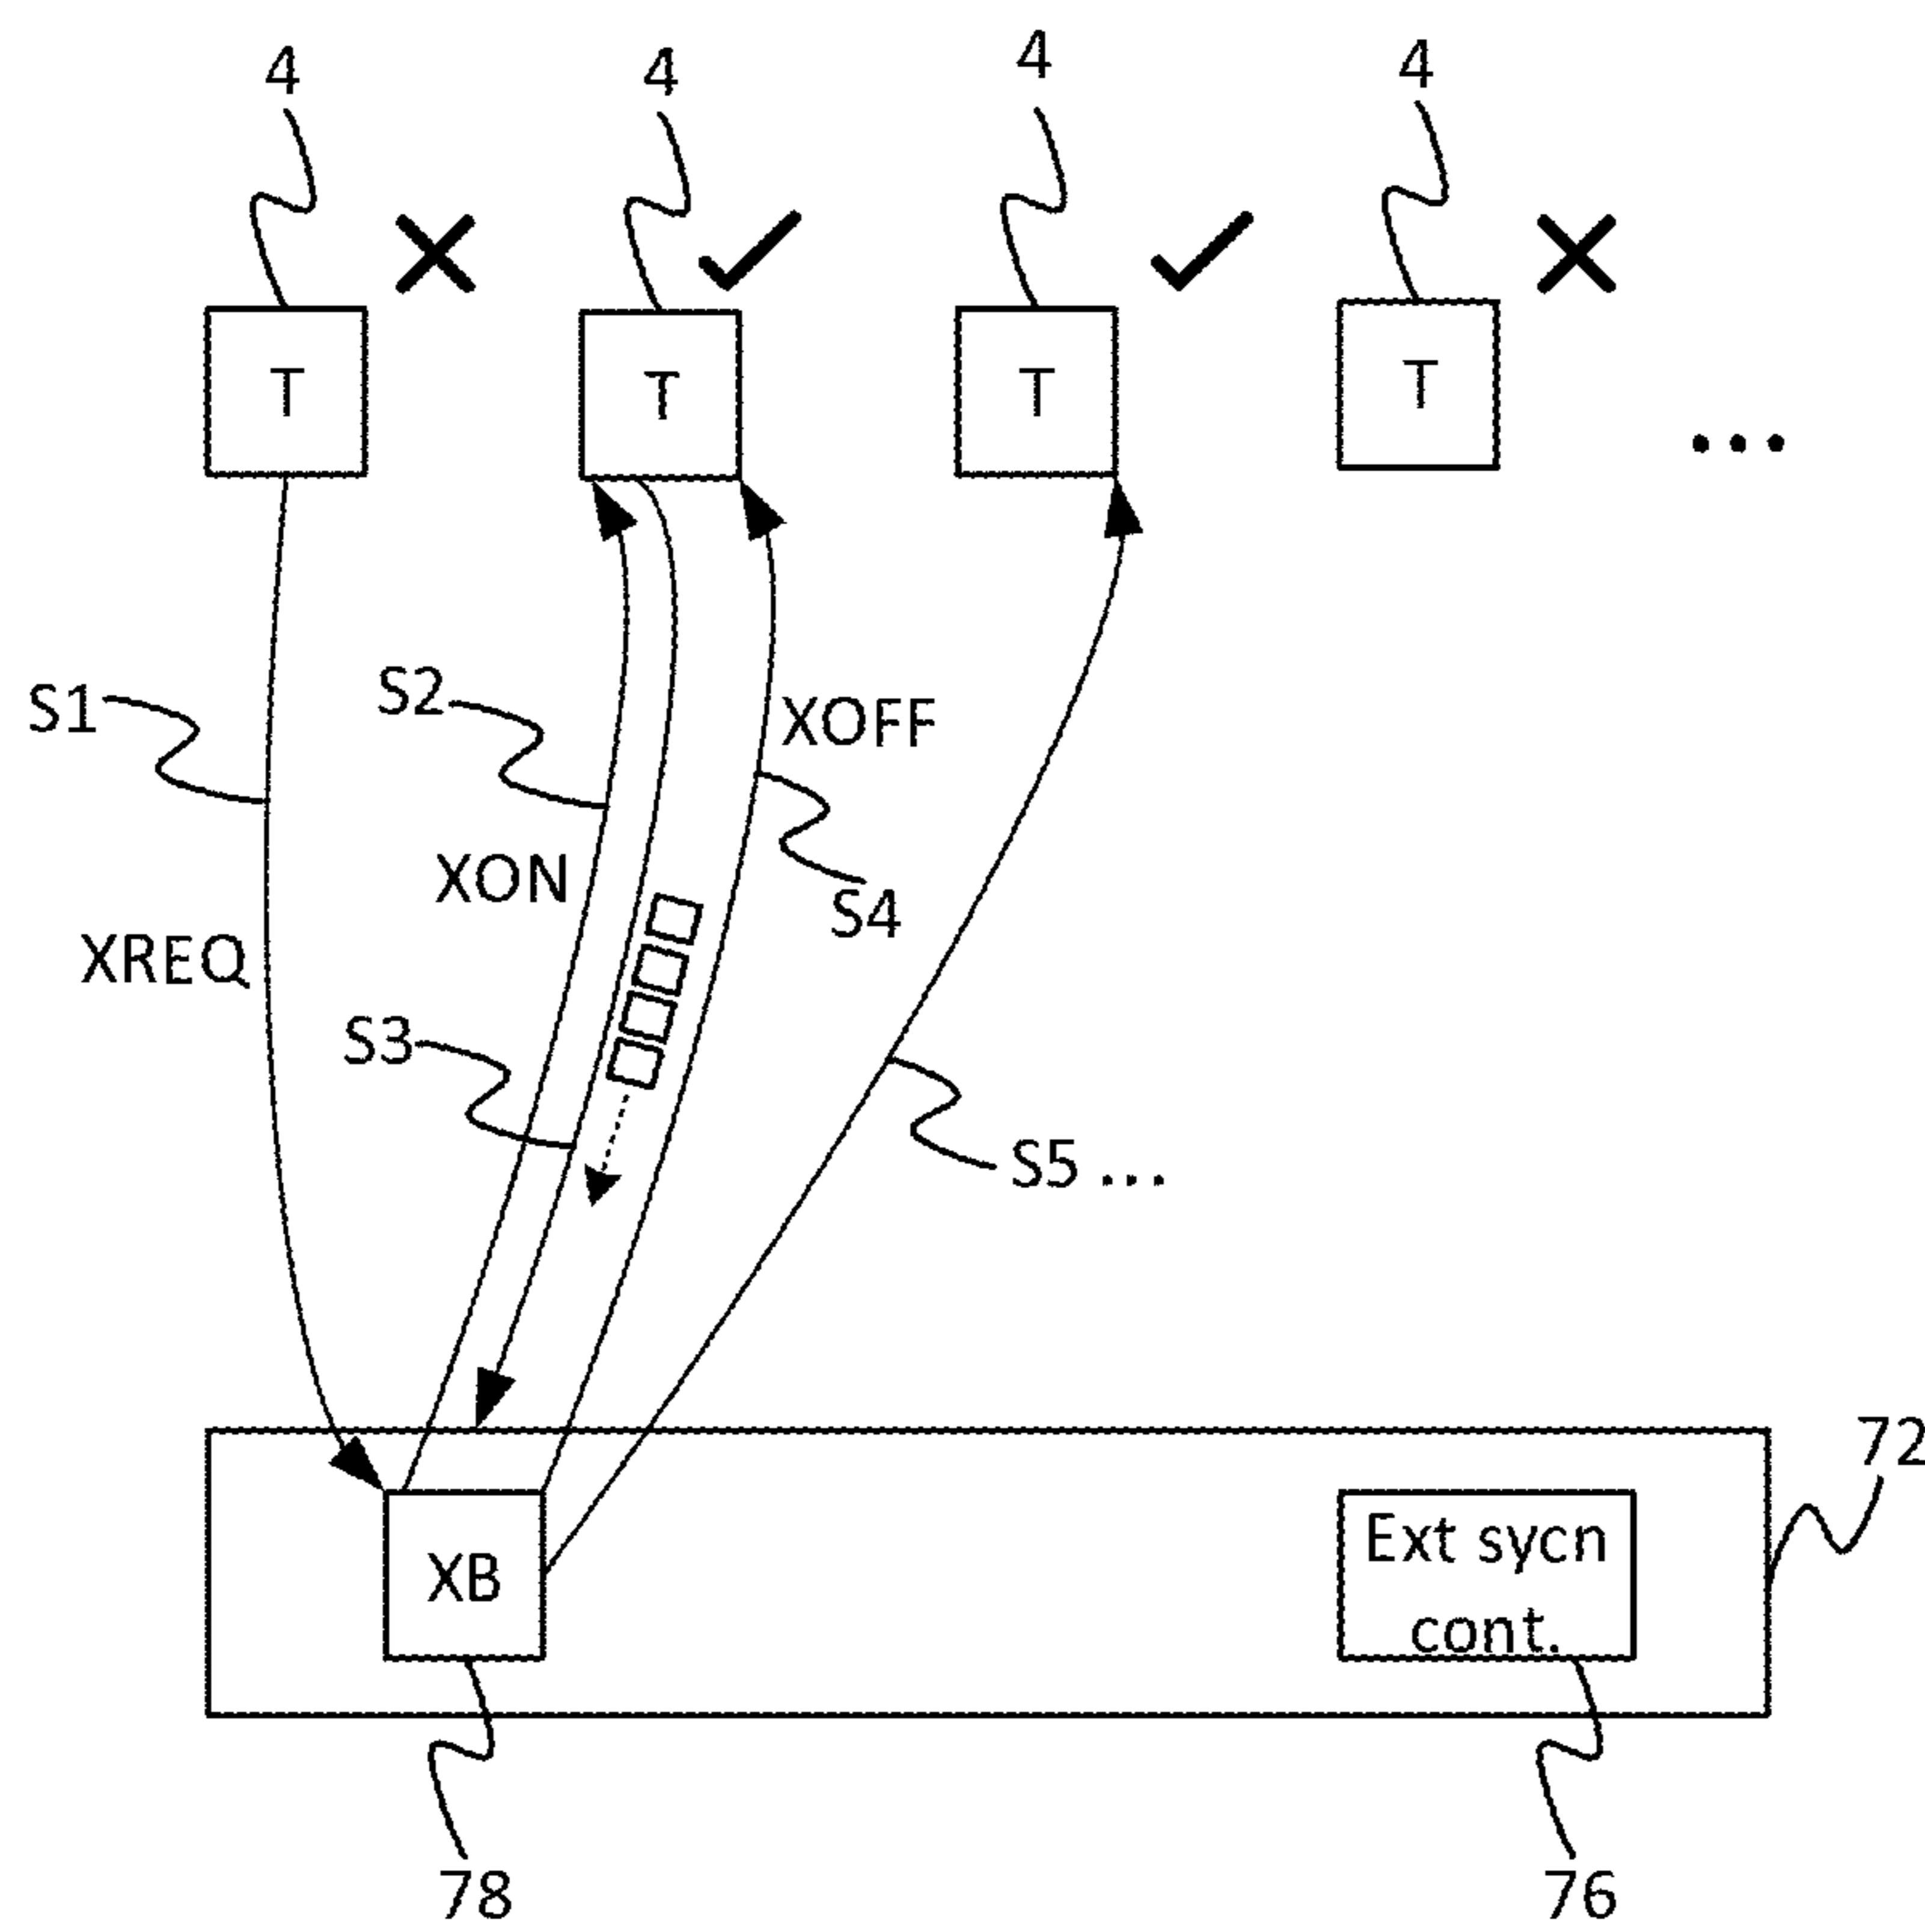 4 4 4 4
T T T T
...
S1 S2 XOFF
XON S4
XREQ
S3
S5 ...
72
XB Ext sycn
cont.
78 76